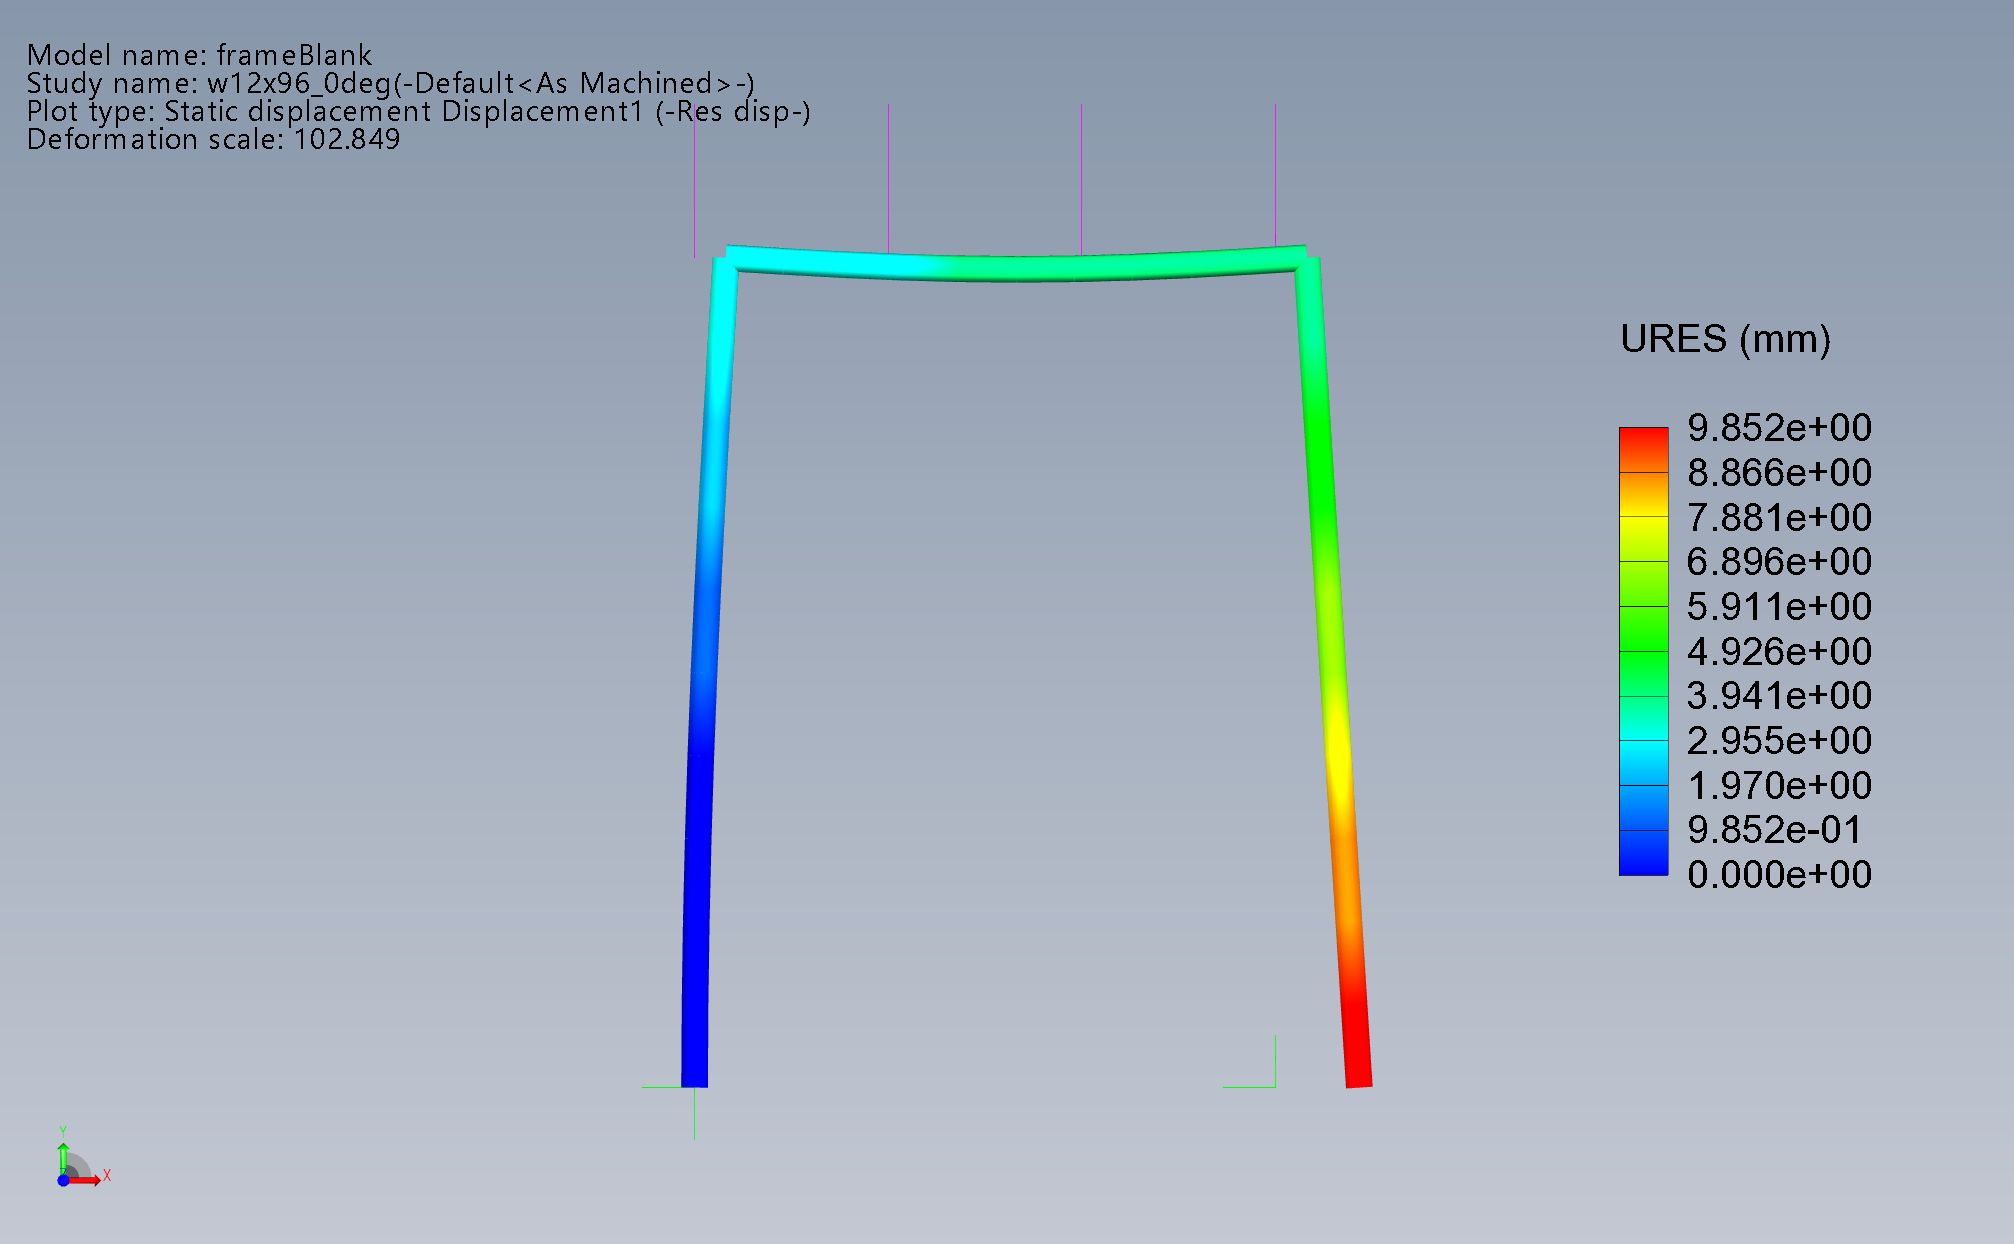 Model name: frameBlank
Study name: w12x96_0deg(-Default<As Machined>-)
Plot type: Static displacement Displacement1 (-Res disp-)
Deformation scale: 102.849
URES (mm)
9.852e+00
8.866e+00
7.881e+00
6.896e+00
5.911e+00
4.926e+00
3.941e+00
2.955e+00
1.970e+00
9.852e-01
0.000e+00
Y
X